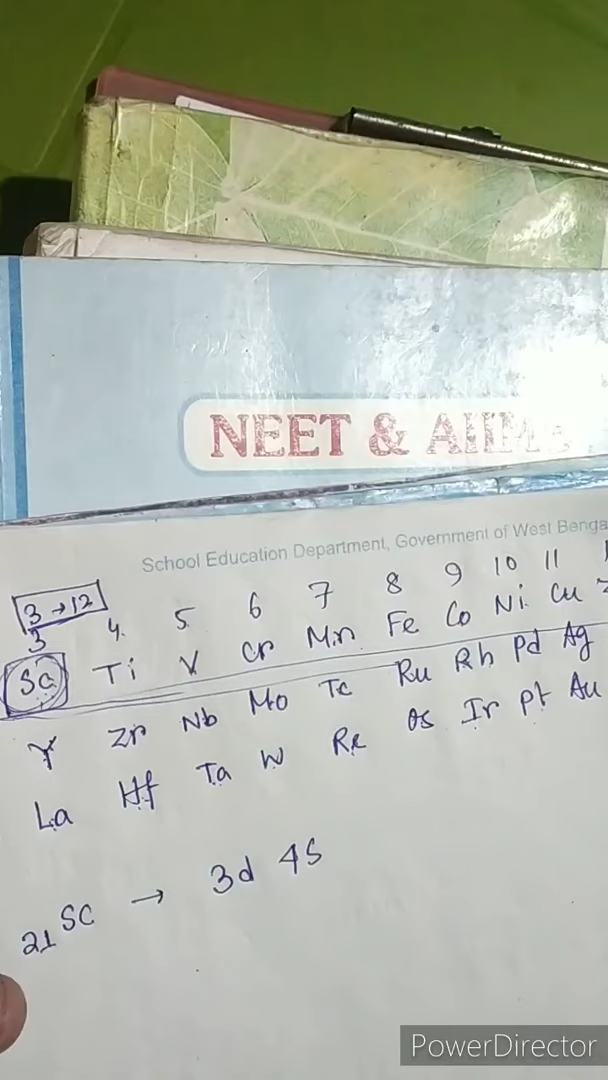 NEET & AIIMS
School Education Department, Government of West Benga
3 → 12
3 4. 5 6 7 8 9 10 11
Sc Ti V Cr Mn Fe Co Ni Cu
Y Zr Nb Mo Tc Ru Rh Pd Ag
La Hf Ta W Re Os Ir Pt Au
21 Sc → 3d 4s
PowerDirector